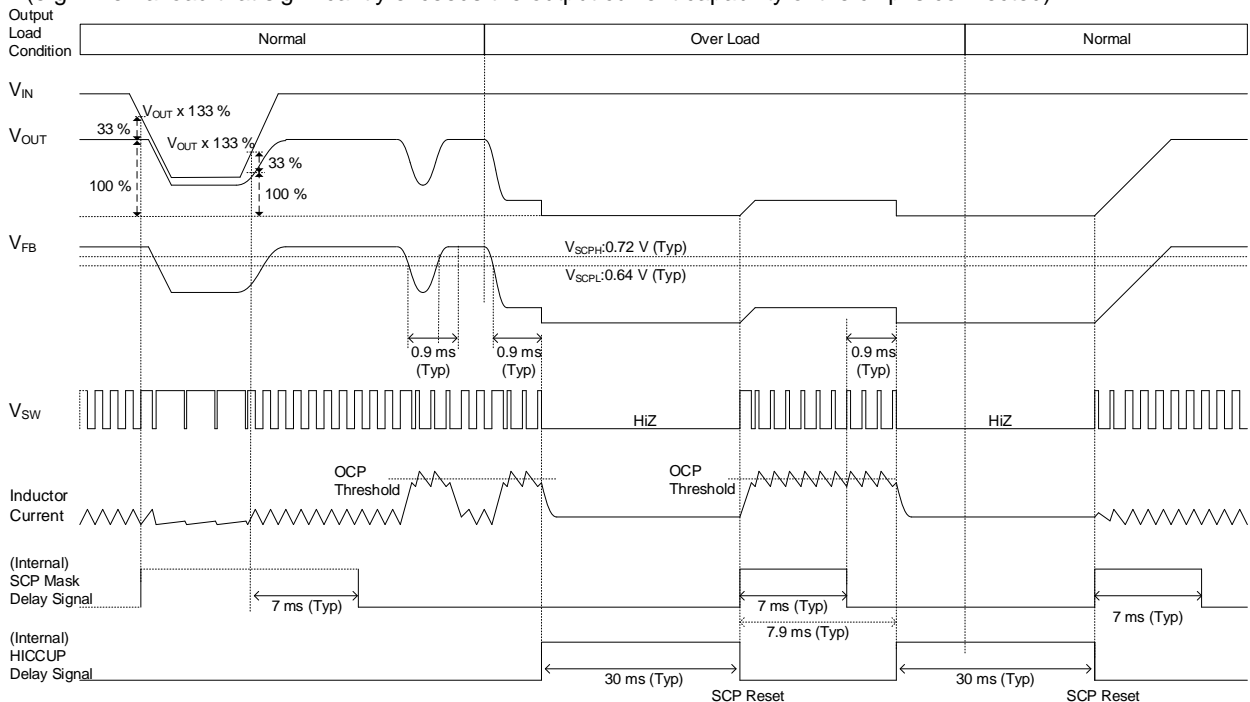 Output
Load
Condition
Normal
Over Load
Normal
VIN
VOUT x 133 %
33 %
VOUT
VOUT x 133 %
33 %
100 %
100 %
VFB
VSCPH:0.72 V (Typ)
VSCPL:0.64 V (Typ)
0.9 ms
(Typ)
0.9 ms
(Typ)
0.9 ms
(Typ)
VSW
HiZ
HiZ
OCP
Threshold
OCP
Threshold
Inductor
Current
(Internal)
SCP Mask
Delay Signal
7 ms (Typ)
7 ms (Typ)
7 ms (Typ)
7.9 ms (Typ)
(Internal)
HICCUP
Delay Signal
30 ms (Typ)
30 ms (Typ)
SCP Reset
SCP Reset